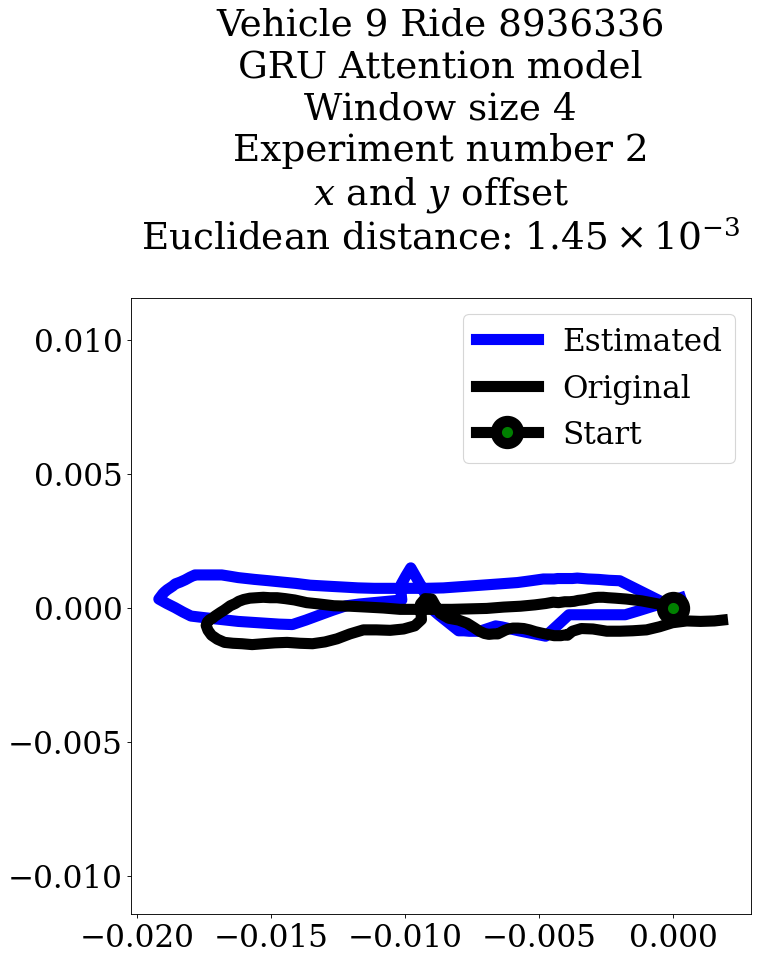 Vehicle 9 Ride 8936336
GRU Attention model
Window size 4
Experiment number 2
x and y offset
Euclidean distance: 1.45 × 10⁻³
Estimated
Original
Start
0.010
0.005
0.000
−0.005
−0.010
−0.020 −0.015 −0.010 −0.005 0.000